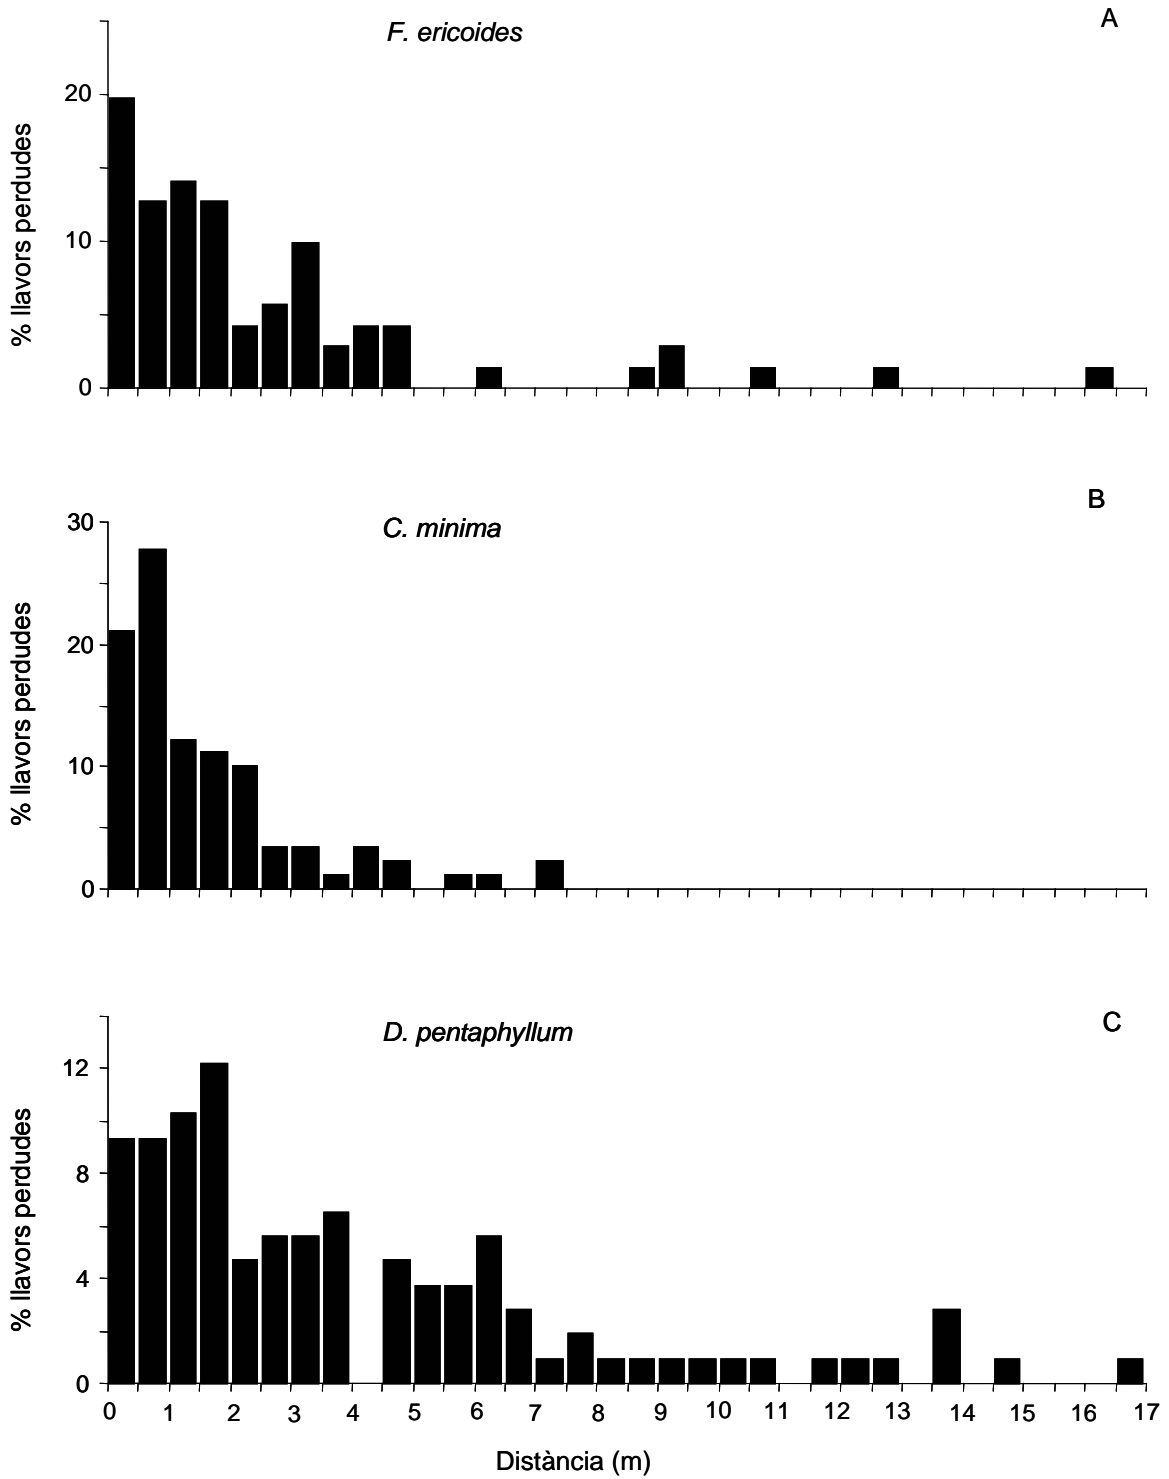 F. ericoides
A
% llavors perdudes
20
10
0
C. minima
B
% llavors perdudes
30
20
10
0
D. pentaphyllum
C
% llavors perdudes
12
8
4
0
0 1 2 3 4 5 6 7 8 9 10 11 12 13 14 15 16 17
Distància (m)